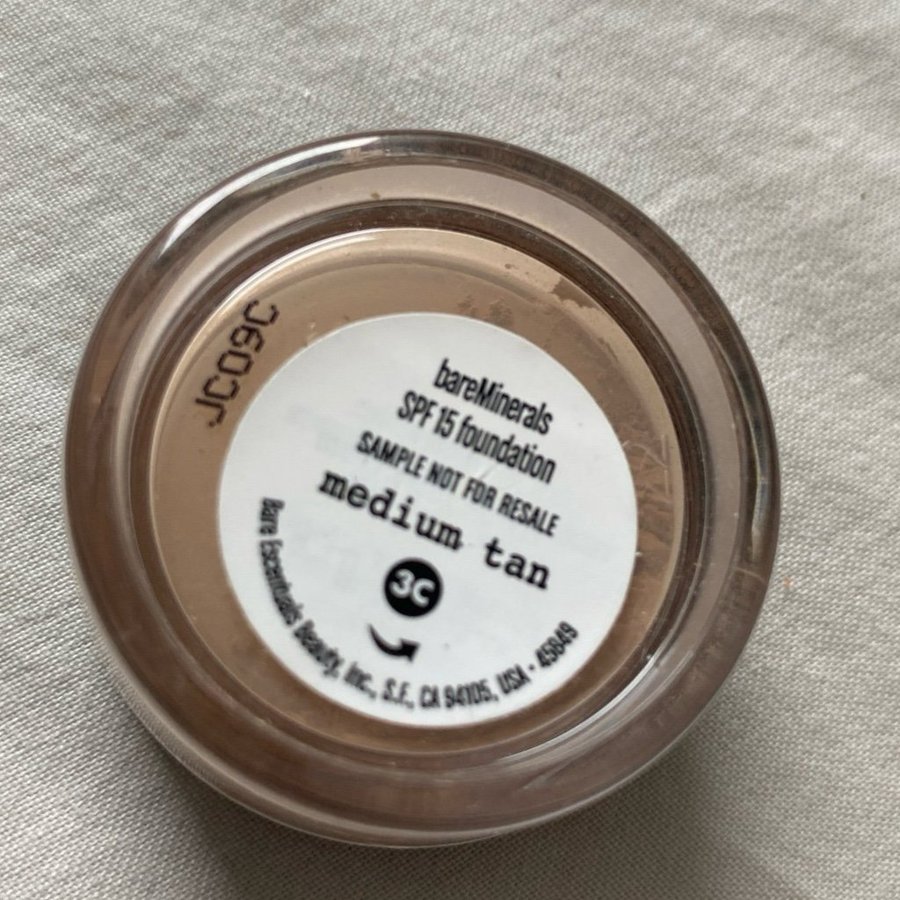 JC09C
bareMinerals
SPF 15 foundation
SAMPLE NOT FOR RESALE
medium tan
3C
Bare Escentuals Beauty, Inc., S.F., CA 94105, USA • 45849